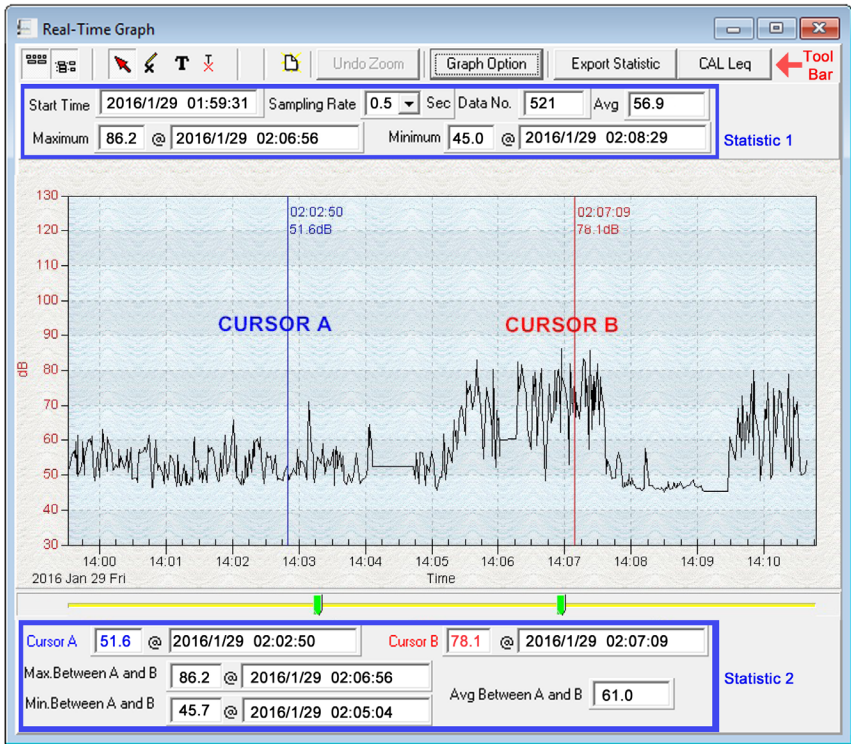 Real-Time Graph
T T Undo Zoom Graph Option Export Statistic CAL Leq Tool Bar
Start Time 2016/1/29 01:59:31 Sampling Rate 0.5 Sec Data No. 521 Avg 56.9
Maximum 86.2 @ 2016/1/29 02:06:56 Minimum 45.0 @ 2016/1/29 02:08:29 Statistic 1
130
02:02:50 02:07:09
120 51.6dB 78.1dB
110
100
CURSOR A CURSOR B
90
dB 80
70
60
50
40
30
14:00 14:01 14:02 14:03 14:04 14:05 14:06 14:07 14:08 14:09 14:10
2016 Jan 29 Fri Time
Cursor A 51.6 @ 2016/1/29 02:02:50 Cursor B 78.1 @ 2016/1/29 02:07:09
Max.Between A and B 86.2 @ 2016/1/29 02:06:56
Statistic 2
Avg Between A and B 61.0
Min.Between A and B 45.7 @ 2016/1/29 02:05:04